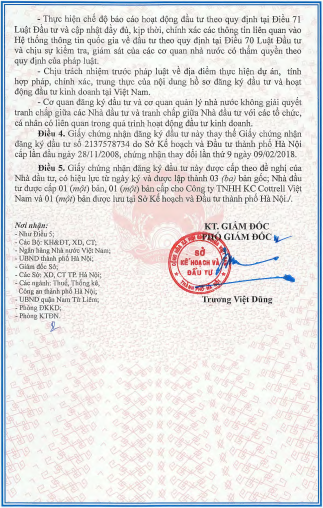 - Thực hiện chế độ báo cáo hoạt động đầu tư theo quy định tại Điều 71
Luật Đầu tư và cập nhật đầy đủ, kịp thời, chính xác các thông tin liên quan vào
Hệ thống thông tin quốc gia về đầu tư theo quy định tại Điều 70 Luật Đầu tư
và chịu sự kiểm tra, giám sát của các cơ quan nhà nước có thẩm quyền theo
quy định của pháp luật.
- Chịu trách nhiệm trước pháp luật về địa điểm thực hiện dự án, tính
hợp pháp, chính xác, trung thực của nội dung hồ sơ đăng ký đầu tư và hoạt
động đầu tư kinh doanh tại Việt Nam.
- Cơ quan đăng ký đầu tư và cơ quan quản lý nhà nước không giải quyết
tranh chấp giữa các Nhà đầu tư và tranh chấp giữa Nhà đầu tư với các tổ chức,
cá nhân có liên quan trong quá trình hoạt động đầu tư kinh doanh.
Điều 4. Giấy chứng nhận đăng ký đầu tư này thay thế Giấy chứng nhận
đăng ký đầu tư số 2137578734 do Sở Kế hoạch và Đầu tư thành phố Hà Nội
cấp lần đầu ngày 28/11/2008, chứng nhận thay đổi lần thứ 9 ngày 09/02/2018.
Điều 5. Giấy chứng nhận đăng ký đầu tư này được cấp theo đề nghị của
Nhà đầu tư, có hiệu lực từ ngày ký và được lập thành 03 (ba) bản gốc; Nhà đầu
tư được cấp 01 (một) bản, 01 (một) bản cấp cho Công ty TNHH KC Cottrell Việt
Nam và 01 (một) bản được lưu tại Sở Kế hoạch và Đầu tư thành phố Hà Nội./.
Nơi nhận:
- Như Điều 5;
- Các Bộ: KH&ĐT, XD, CT;
- Ngân hàng Nhà nước Việt Nam;
- UBND thành phố Hà Nội;
- Giám đốc Sở;
- Các Sở: XD, CT TP. Hà Nội;
- Các ngành: Thuế, Thống kê,
Công an thành phố Hà Nội;
- UBND quận Nam Từ Liêm;
- Phòng ĐKKD;
- Phòng KTĐN.
KT. GIÁM ĐỐC
PHÓ GIÁM ĐỐC
SỞ
KẾ HOẠCH VÀ
ĐẦU TƯ
THÀNH PHỐ HÀ NỘI
Trương Việt Dũng